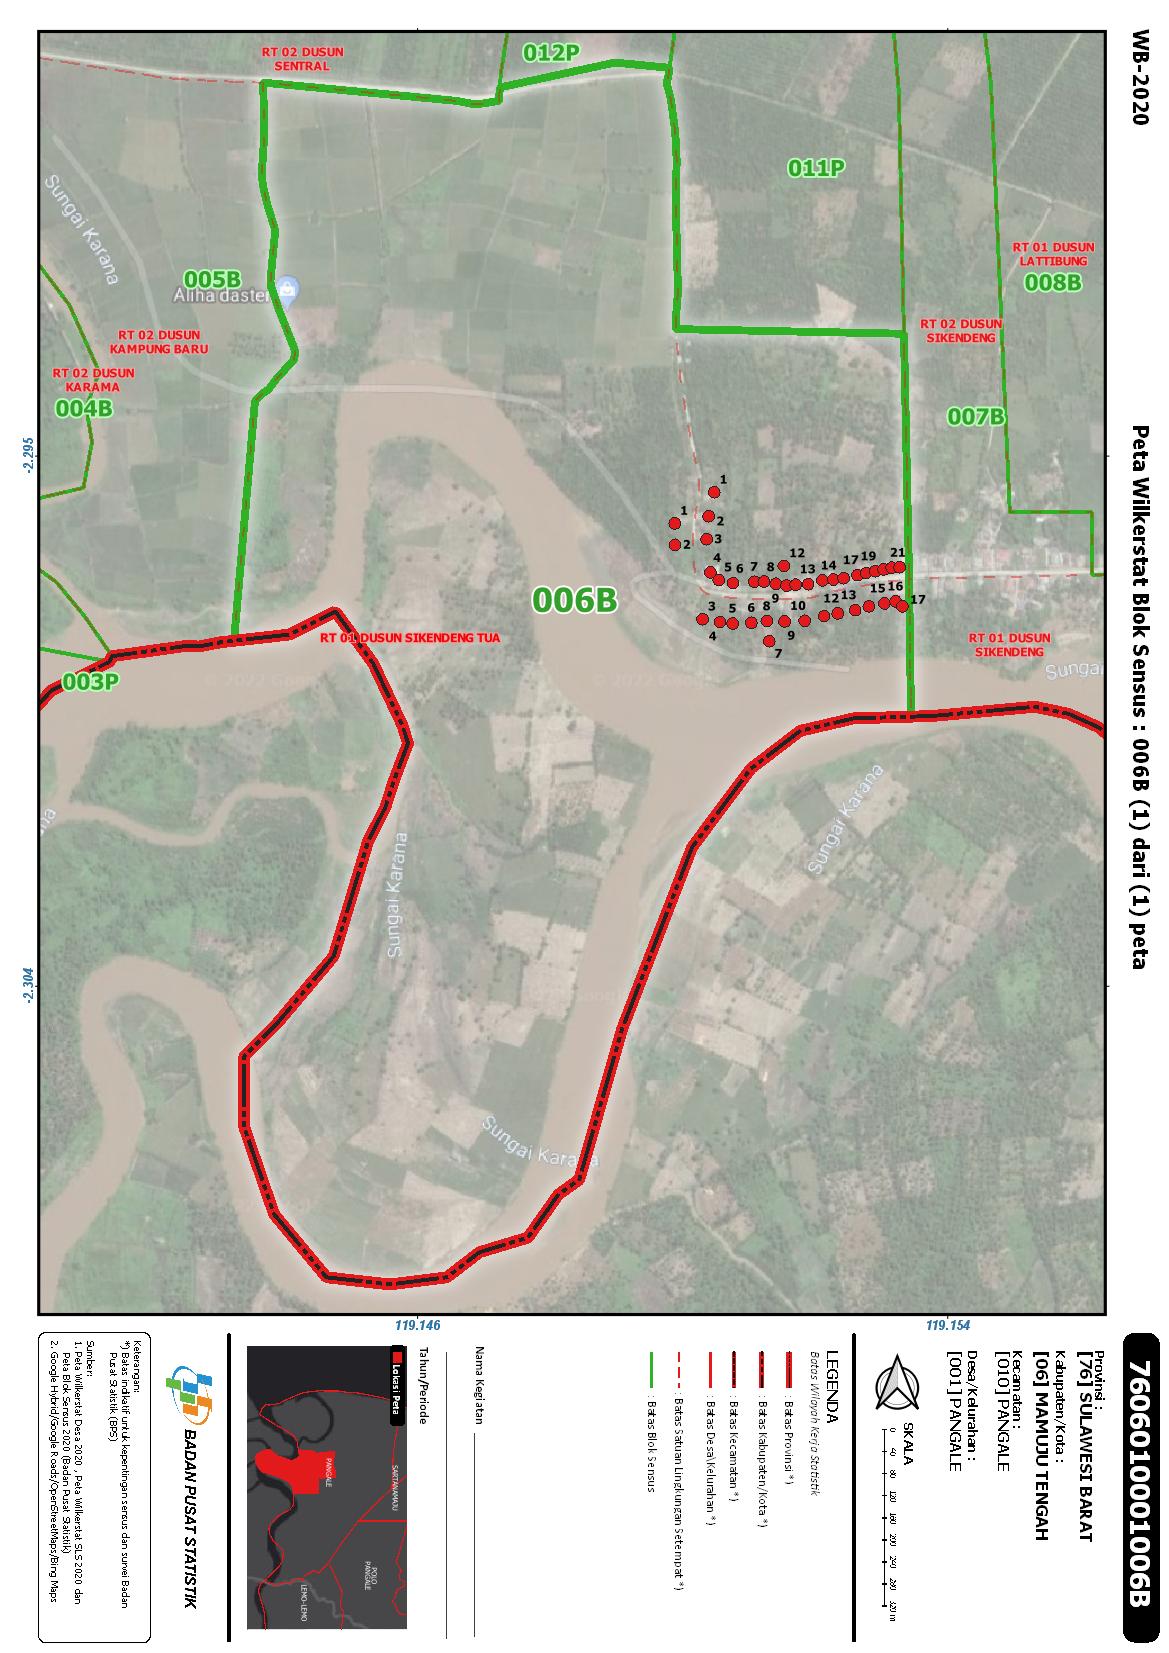 WB-2020
Peta Wilkerstat Blok Sensus : 006B (1) dari (1) peta
RT 02 DUSUN
SENTRAL
012P
011P
Sungai Karana
005B
Aliha daster
RT 01 DUSUN
LATTIBUNG
008B
RT 02 DUSUN
KAMPUNG BARU
RT 02 DUSUN
SIKENDENG
RT 02 DUSUN
KARAMA
004B
007B
-2.295
1
1
2
2
3
4
5
6
7
8
9
12
13
14
17
19
21
006B
3
4
5
6
8
7
9
10
12
13
15
16
17
RT 01 DUSUN SIKENDENG TUA
RT 01 DUSUN
SIKENDENG
003P
Sungai
Sungai Karana
Sungai Karana
-2.304
Sungai Karana
119.146
119.154
7606010001006B
Provinsi :
[76] SULAWESI BARAT
Kabupaten/Kota :
[06] MAMUJU TENGAH
Kecamatan :
[010] PANGALE
Desa/Kelurahan :
[001] PANGALE
SKALA
0 40 80 120 160 200 240 280 320 m
LEGENDA
Batas Wilayah Kerja Statistik
: Batas Provinsi *)
: Batas Kabupaten/Kota *)
: Batas Kecamatan *)
: Batas Desa\Kelurahan *)
: Batas Satuan Lingkungan Setempat *)
: Batas Blok Sensus
Nama Kegiatan
Tahun/Periode
Lokasi Peta
SARTANAMAJU
PANGALE
POLO
PANGALE
LEMO-LEMO
BADAN PUSAT STATISTIK
Keterangan:
*) Batas indikatif untuk kepentingan sensus dan survei Badan
Pusat Statistik (BPS)
Sumber:
1. Peta Wilkerstat Desa 2020 , Peta Wilkerstat SLS 2020 dan
Peta Blok Sensus 2020 (Badan Pusat Statistik)
2. Google Hybrid/Google Roads/OpenStreetMaps/Bing Maps